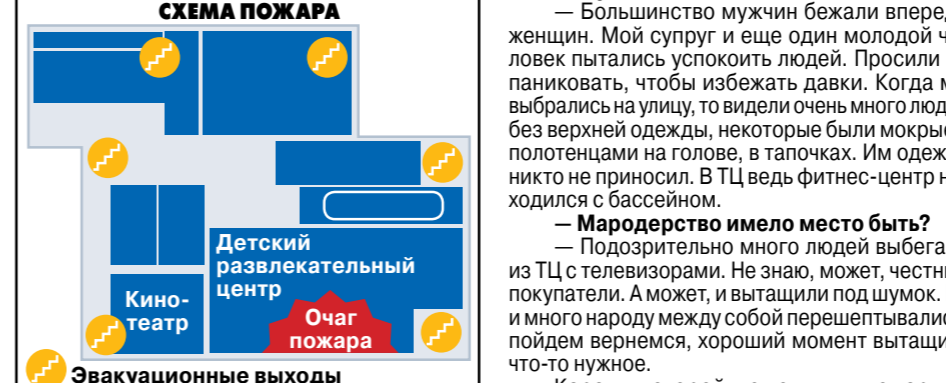 СХЕМА ПОЖАРА
Детский
развлекательный
центр
Кино-
театр
Очаг
пожара
Эвакуационные выходы
— Большинство мужчин бежали вперед
женщин. Мой супруг и еще один молодой ч
ловек пытались успокоить людей. Просили
паниковать, чтобы избежать давки. Когда м
выбрались на улицу, то видели очень много люд
без верхней одежды, некоторые были мокрые
полотенцами на голове, в тапочках. Им одеж
никто не приносил. В ТЦ ведь фитнес-центр н
ходился с бассейном.
— Мародерство имело место быть?
— Подозрительно много людей выбега
из ТЦ с телевизорами. Не знаю, может, честны
покупатели. А может, и вытащили под шумок.
и много народу между собой перешептывалис
пойдем вернемся, хороший момент вытащи
что-то нужное.